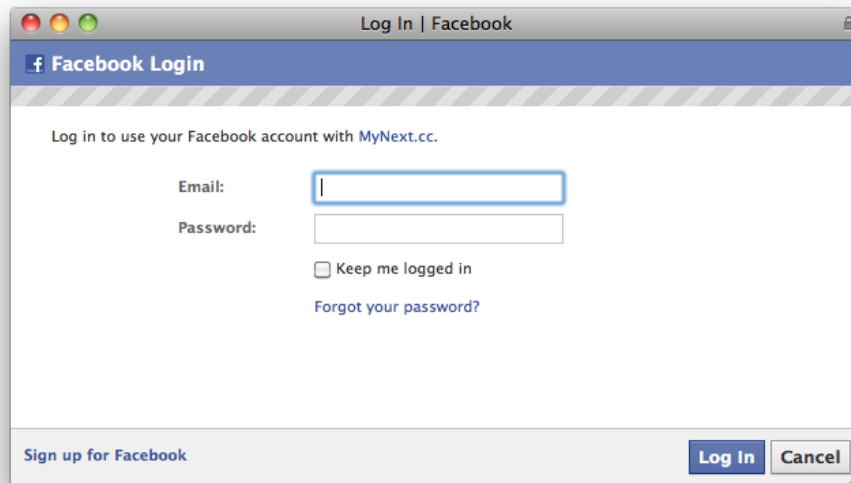 Log In | Facebook
Facebook Login
Log in to use your Facebook account with MyNext.cc.
Email:
Password:
Keep me logged in
Forgot your password?
Sign up for Facebook
Log In
Cancel